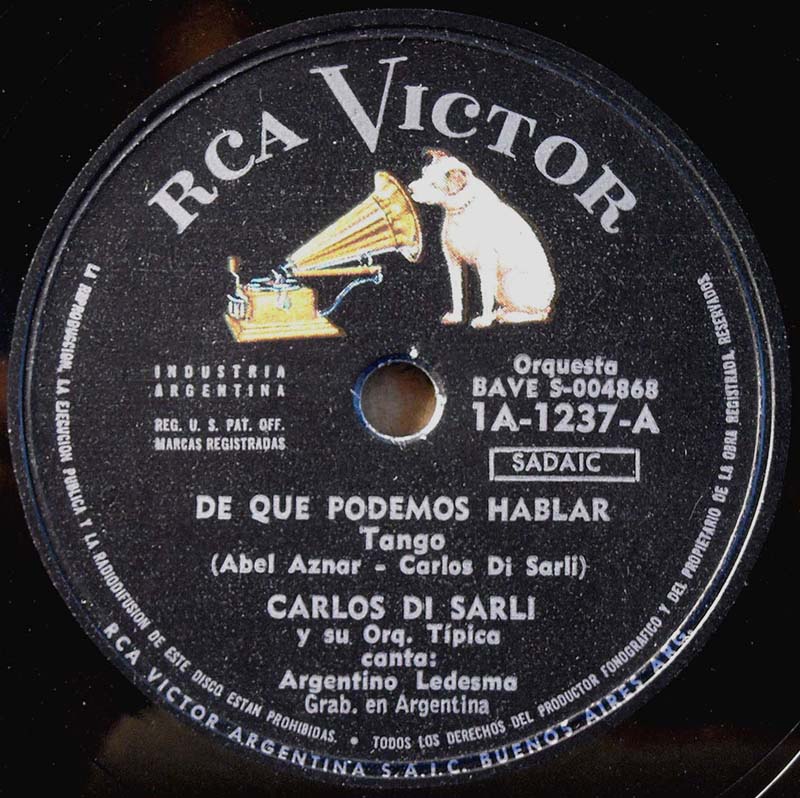 RCA VICTOR
INDUSTRIA
ARGENTINA
REG. U. S. PAT. OFF.
MARCAS REGISTRADAS
Orquesta
BAVE S-004868
1A-1237-A
SADAIC
DE QUE PODEMOS HABLAR
Tango
(Abel Aznar - Carlos Di Sarli)
CARLOS DI SARLI
y su Orq. Típica
canta:
Argentino Ledesma
Grab. en Argentina
LA REPRODUCCION, LA EJECUCION PUBLICA Y LA RADIODIFUSION DE ESTE DISCO ESTAN PROHIBIDAS. • TODOS LOS DERECHOS DEL PRODUCTOR FONOGRAFICO Y DEL PROPIETARIO DE LA OBRA REGISTRADA, RESERVADOS.
RCA VICTOR ARGENTINA S.A.I.C. BUENOS AIRES ARG.